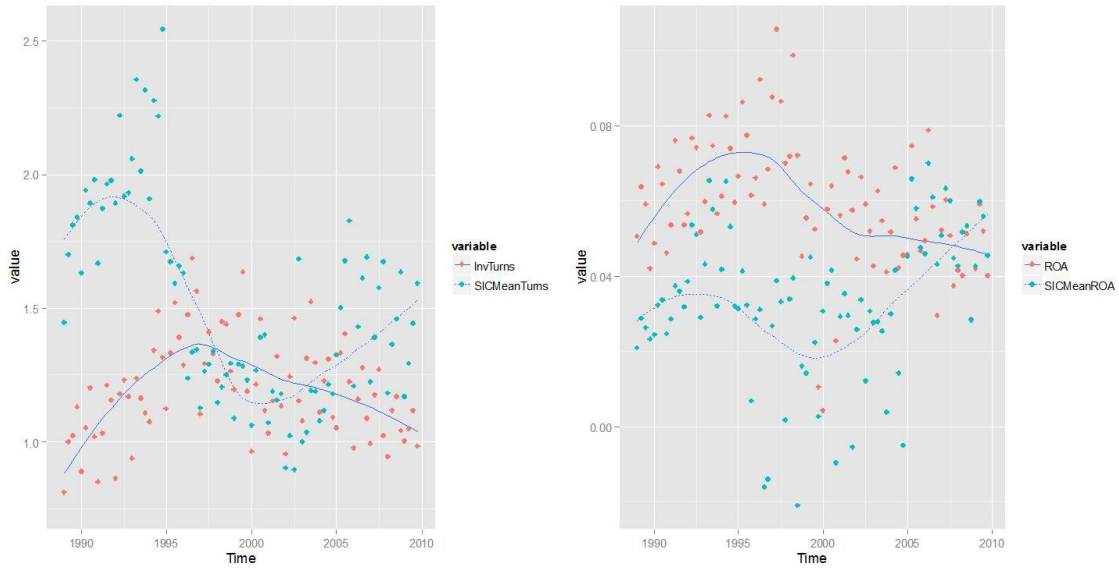 2.5
2.0
1.5
1.0
value
1990
1995
2000
2005
2010
Time
variable
InvTurns
SICMeanTurns
0.08
0.04
0.00
value
1990
1995
2000
2005
2010
Time
variable
ROA
SICMeanROA